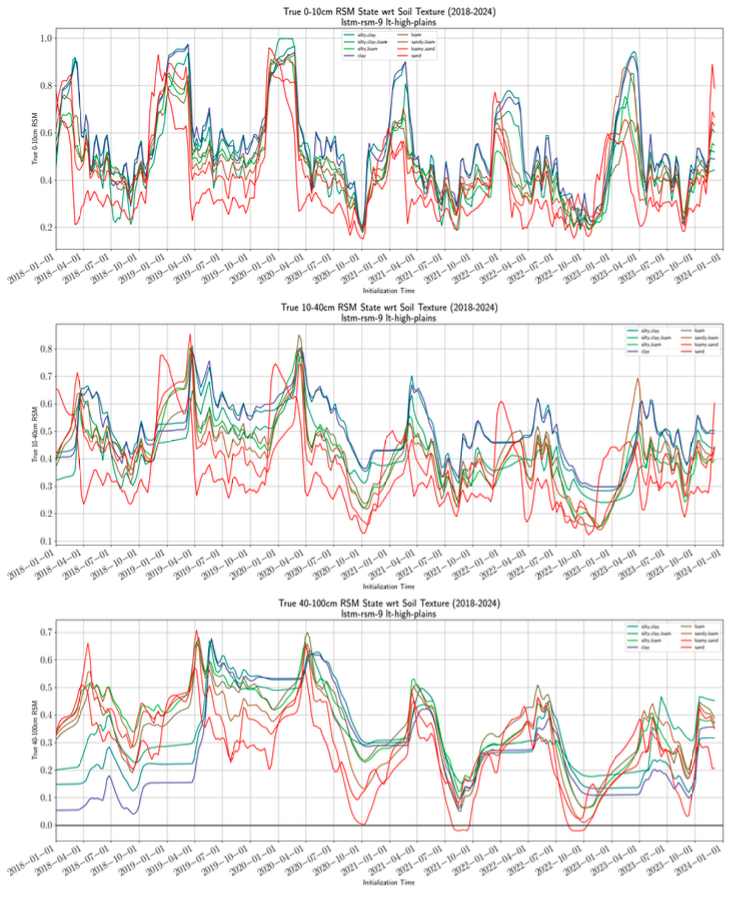 True 0-10cm RSM State wrt Soil Texture (2018-2024)
lstm-rsm-9 lt-high-plains
silty.clay
silty.clay.loam
silty.loam
clay
loam
sandy.loam
loamy.sand
sand
True 0-10cm RSM
1.0
0.8
0.6
0.4
0.2
2018-01-01
2018-04-01
2018-07-01
2018-10-01
2019-01-01
2019-04-01
2019-07-01
2019-10-01
2020-01-01
2020-04-01
2020-07-01
2020-10-01
2021-01-01
2021-04-01
2021-07-01
2021-10-01
2022-01-01
2022-04-01
2022-07-01
2022-10-01
2023-01-01
2023-04-01
2023-07-01
2023-10-01
2024-01-01
Initialization Time
True 10-40cm RSM State wrt Soil Texture (2018-2024)
lstm-rsm-9 lt-high-plains
silty.clay
silty.clay.loam
silty.loam
clay
loam
sandy.loam
loamy.sand
sand
True 10-40cm RSM
0.8
0.7
0.6
0.5
0.4
0.3
0.2
0.1
2018-01-01
2018-04-01
2018-07-01
2018-10-01
2019-01-01
2019-04-01
2019-07-01
2019-10-01
2020-01-01
2020-04-01
2020-07-01
2020-10-01
2021-01-01
2021-04-01
2021-07-01
2021-10-01
2022-01-01
2022-04-01
2022-07-01
2022-10-01
2023-01-01
2023-04-01
2023-07-01
2023-10-01
2024-01-01
Initialization Time
True 40-100cm RSM State wrt Soil Texture (2018-2024)
lstm-rsm-9 lt-high-plains
silty.clay
silty.clay.loam
silty.loam
clay
loam
sandy.loam
loamy.sand
sand
True 40-100cm RSM
0.7
0.6
0.5
0.4
0.3
0.2
0.1
0.0
2018-01-01
2018-04-01
2018-07-01
2018-10-01
2019-01-01
2019-04-01
2019-07-01
2019-10-01
2020-01-01
2020-04-01
2020-07-01
2020-10-01
2021-01-01
2021-04-01
2021-07-01
2021-10-01
2022-01-01
2022-04-01
2022-07-01
2022-10-01
2023-01-01
2023-04-01
2023-07-01
2023-10-01
2024-01-01
Initialization Time